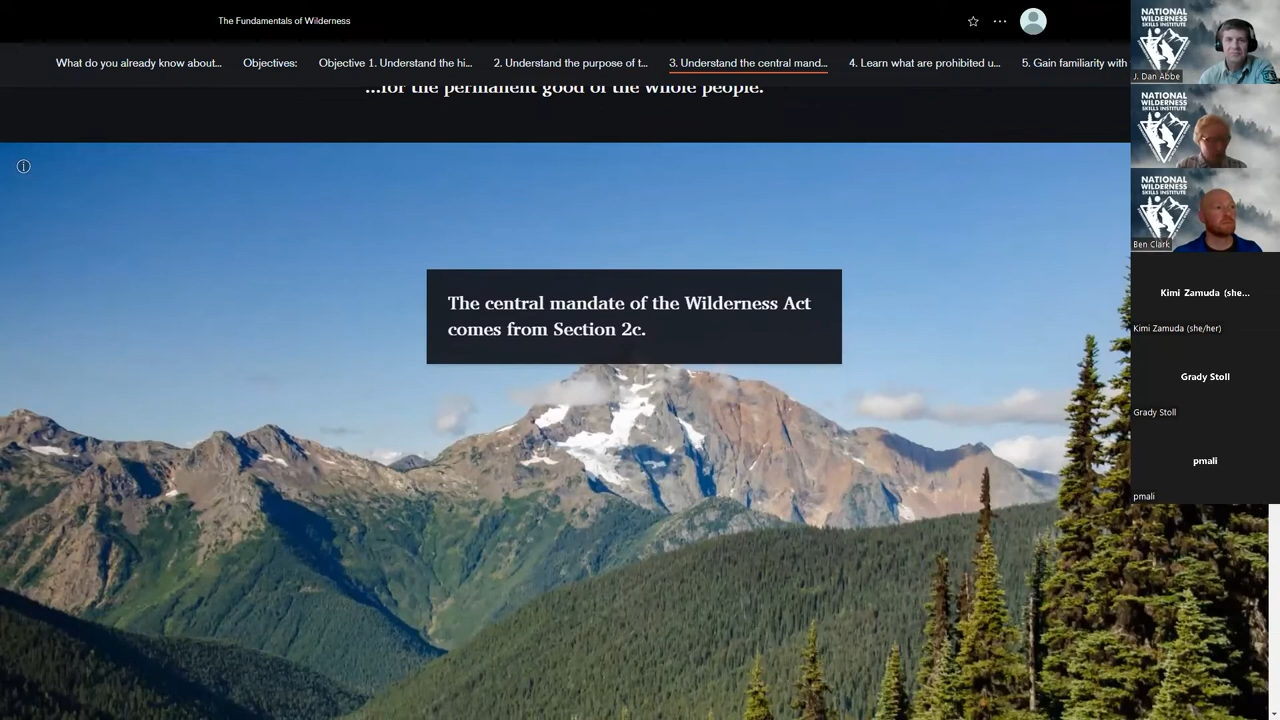 The Fundamentals of Wilderness
What do you already know about...
Objectives:
Objective 1. Understand the hi...
2. Understand the purpose of t...
3. Understand the central mand...
4. Learn what are prohibited u...
5. Gain familiarity with
...for the permanent good of the whole people.
The central mandate of the Wilderness Act
comes from Section 2c.
NATIONAL
WILDERNESS
SKILLS INSTITUTE
J. Dan Abbe
NATIONAL
WILDERNESS
SKILLS INSTITUTE
NATIONAL
WILDERNESS
SKILLS INSTITUTE
Ben Clark
Kimi Zamuda (she...
Kimi Zamuda (she/her)
Grady Stoll
Grady Stoll
pmali
pmali